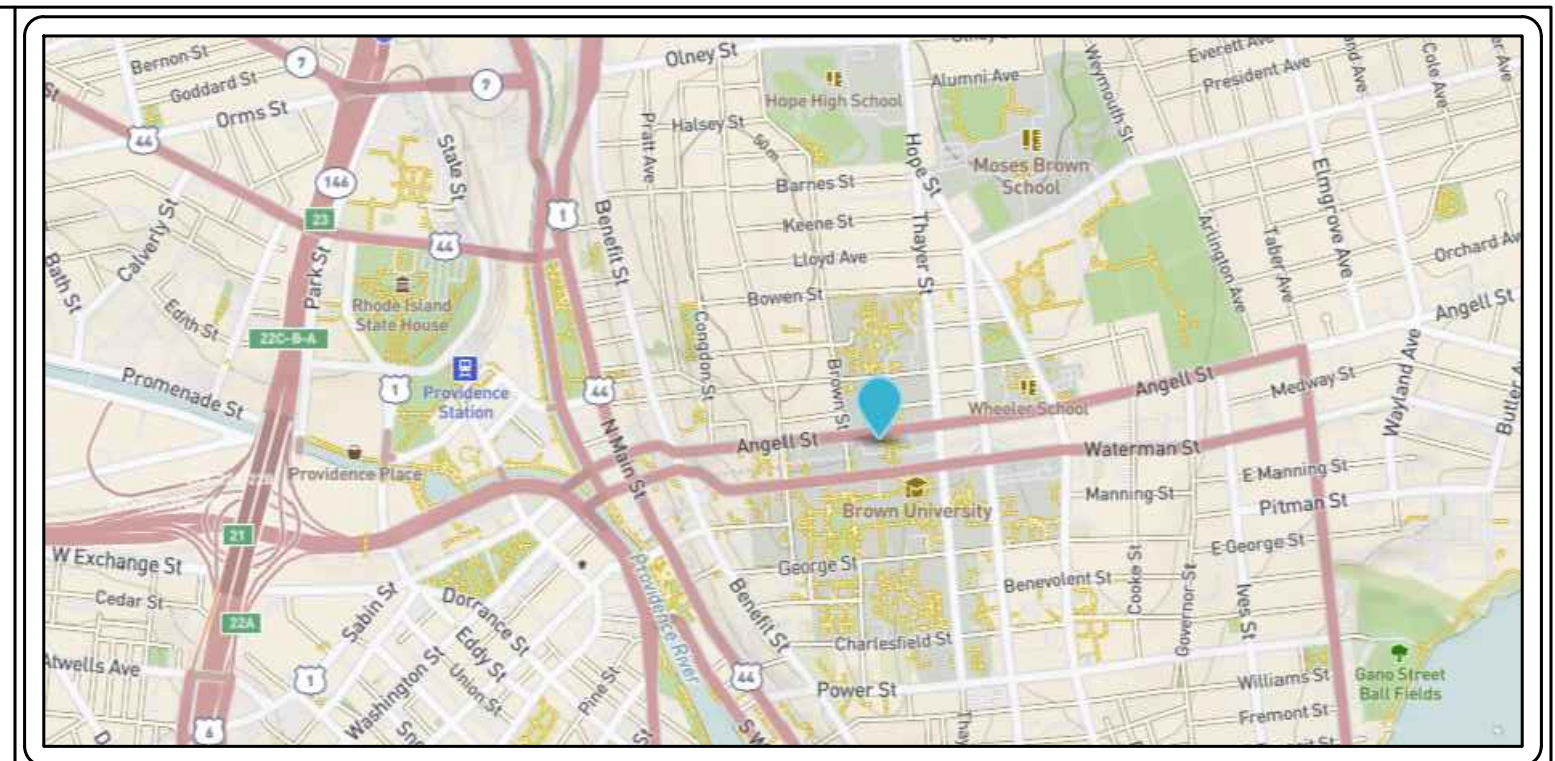 Bernon St
7
Olney St
Everett Ave
Goddard St
7
Alumni Ave
Weymouth St
President Ave
Cole Ave
Hope High School
44
Orms St
State St
Pratt Ave
Halsey St
50 m
Hope St
Moses Brown
School
Elmgrove Ave
146
Barnes St
23
1
Benefit St
Keene St
Thayer St
Arlington Ave
Taber Ave
Calverly St
44
Lloyd Ave
Orchard Av
Bath St
Park St
Rhode Island
State House
Bowen St
Angell St
Edith St
22C-B-A
Congdon St
Brown St
Promenade St
1
Providence
Station
44
Wheeler School
Angell St
Medway St
Wayland Ave
N Main St
Angell St
Waterman St
Providence Place
E Manning St
Manning St
Pitman St
Brown University
21
W Exchange St
George St
E George St
Cedar St
Sabin St
Dorrance St
Providence River
Benefit St
Benevolent St
Cooke St
Governor St
Ives St
22A
Eddy St
Charlesfield St
Atwells Ave
1
Washington St
Union St
Pine St
44
Power St
Williams St
Gano Street
Ball Fields
Fremont St
6